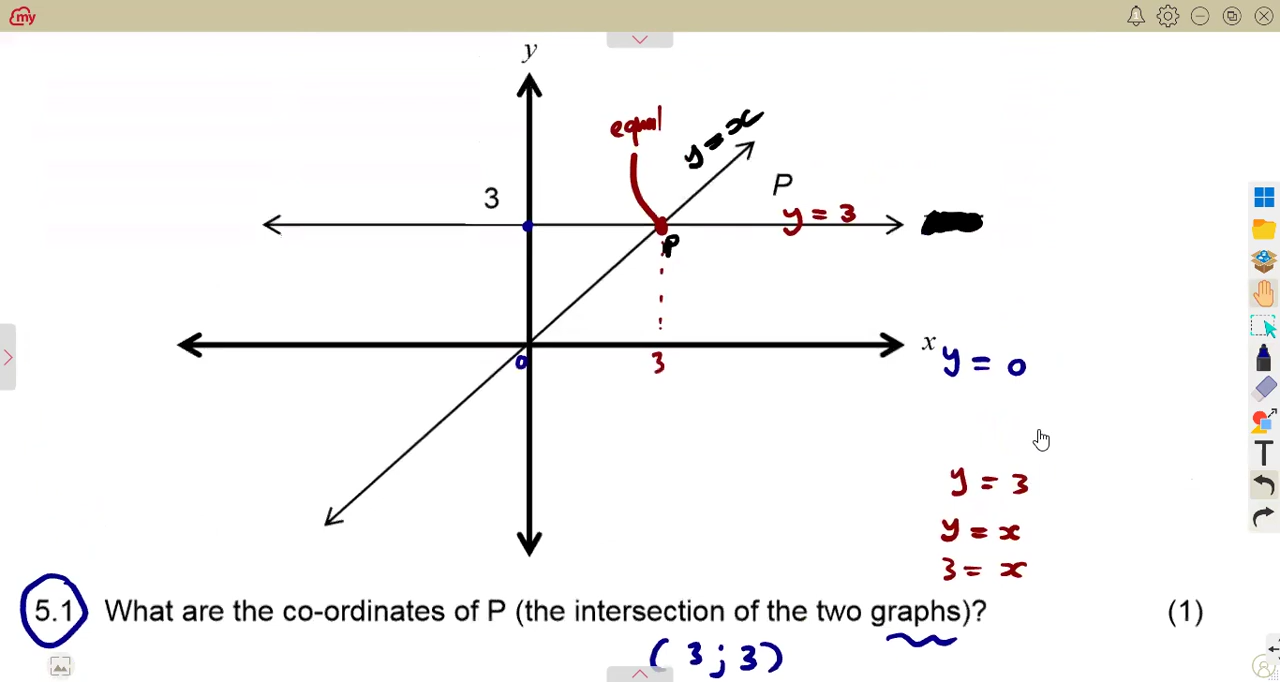 my
y
equal
y = x
P
3
y = 3
P
x
0
3
y = 0
y = 3
y = x
3 = x
5.1 What are the co-ordinates of P (the intersection of the two graphs)? (1)
(3;3)
T